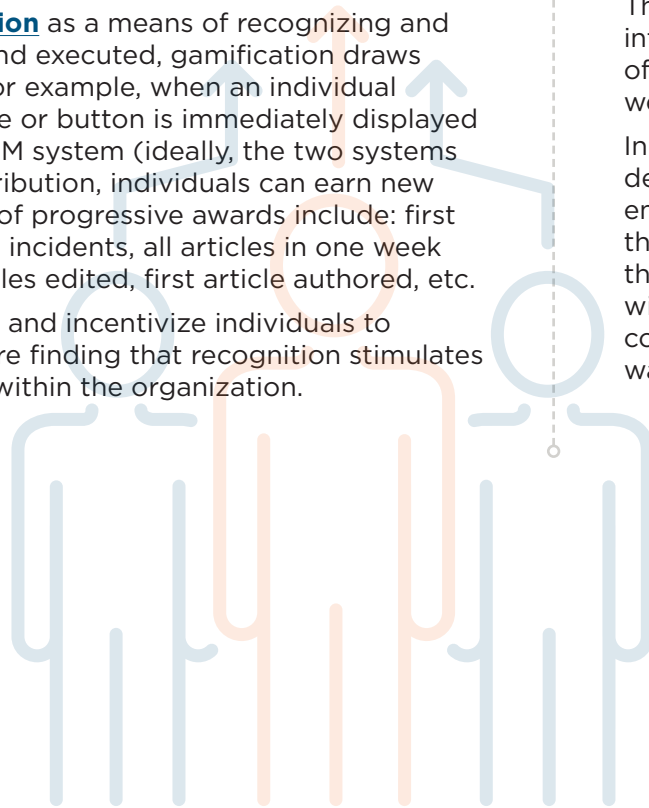 ion as a means of recognizing and
nd executed, gamification draws
or example, when an individual
e or button is immediately displayed
M system (ideally, the two systems
ribution, individuals can earn new
of progressive awards include: first
incidents, all articles in one week
les edited, first article authored, etc.
and incentivize individuals to
re finding that recognition stimulates
within the organization.
Th
int
of
we
In
de
en
th
th
wi
co
wa